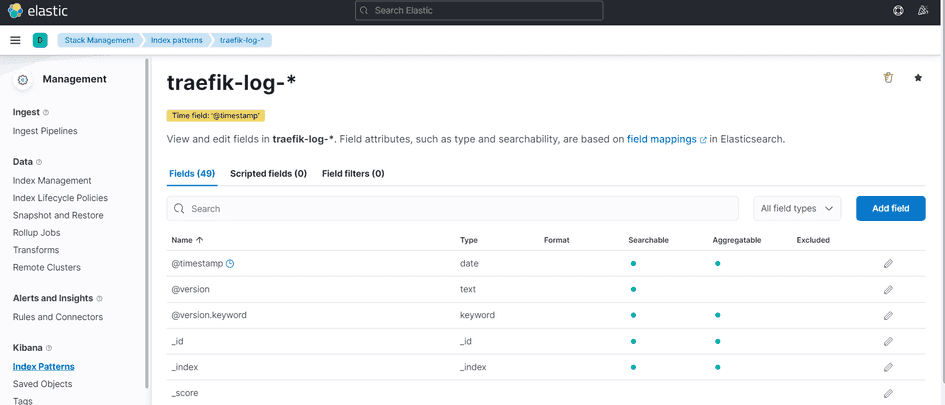 elastic
Search Elastic
D
Stack Management
Index patterns
traefik-log-*
Management
Ingest
Ingest Pipelines
Data
Index Management
Index Lifecycle Policies
Snapshot and Restore
Rollup Jobs
Transforms
Remote Clusters
Alerts and Insights
Rules and Connectors
Kibana
Index Patterns
Saved Objects
Tags
traefik-log-*
Time field: '@timestamp'
View and edit fields in traefik-log-*. Field attributes, such as type and searchability, are based on field mappings in Elasticsearch.
Fields (49) Scripted fields (0) Field filters (0)
Search All field types Add field
Name Type Format Searchable Aggregatable Excluded
@timestamp date
@version text
@version.keyword keyword
_id _id
_index _index
_score